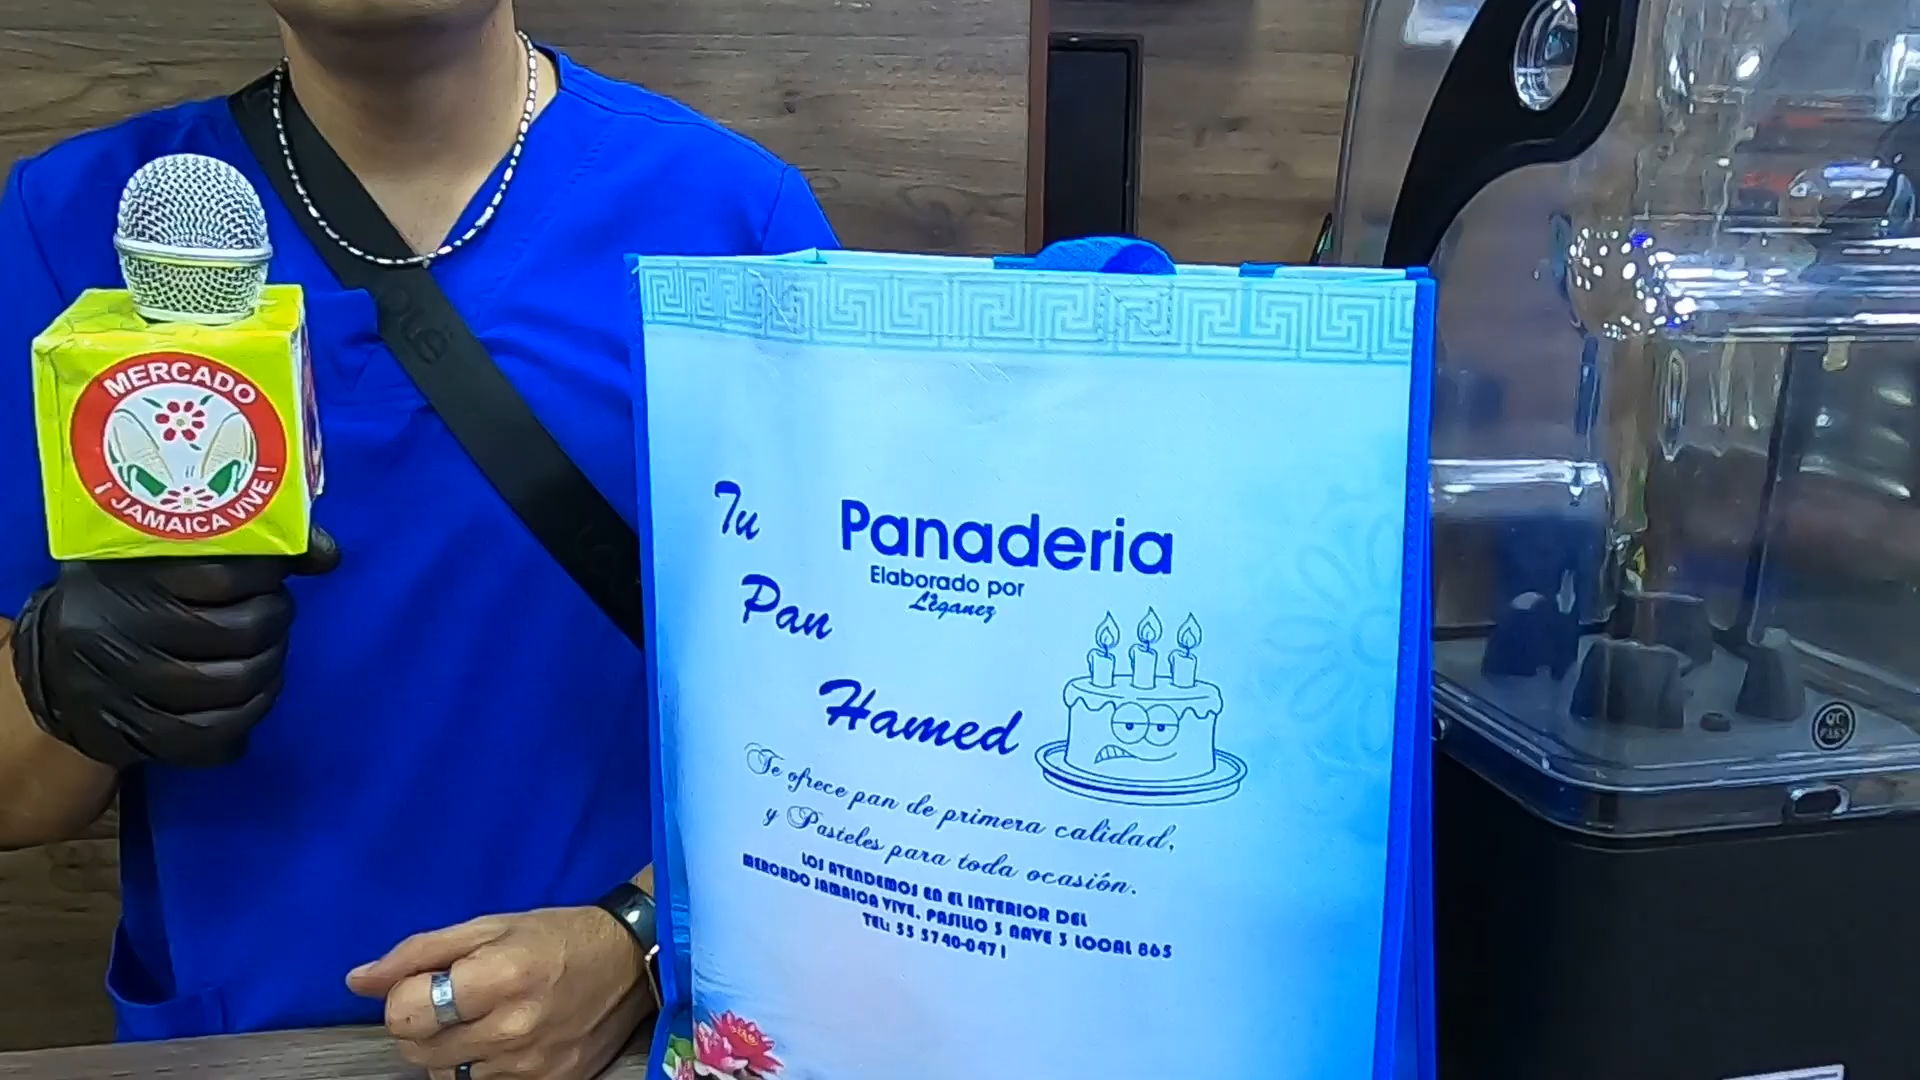 MERCADO
¡JAMAICA VIVE!
Tu
Pan
Hamed
Panaderia
Elaborado por
Léganez
Te ofrece pan de primera calidad,
y Pasteles para toda ocasión.
LOS ATENDEMOS EN EL INTERIOR DEL
MERCADO JAMAICA VIVE. PASILLO 3 NAVE 3 LOCAL 865
TEL: 55 5740-0471